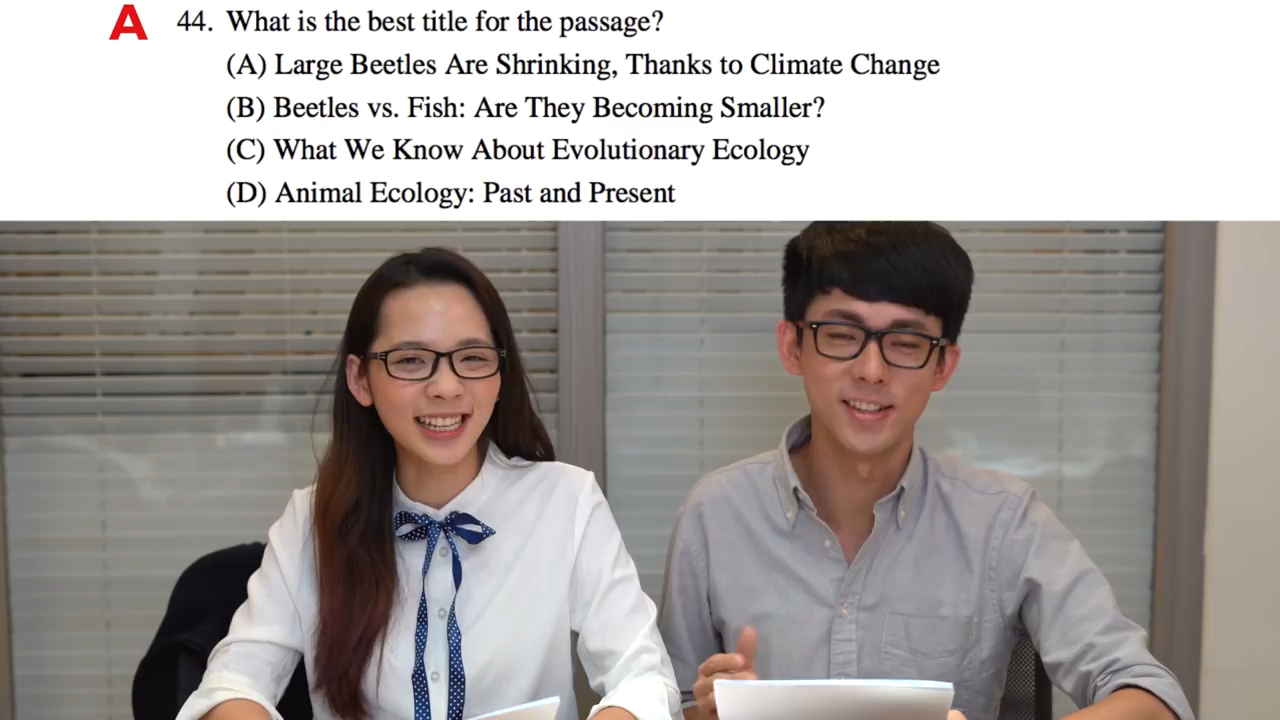 A 44. What is the best title for the passage?
(A) Large Beetles Are Shrinking, Thanks to Climate Change
(B) Beetles vs. Fish: Are They Becoming Smaller?
(C) What We Know About Evolutionary Ecology
(D) Animal Ecology: Past and Present